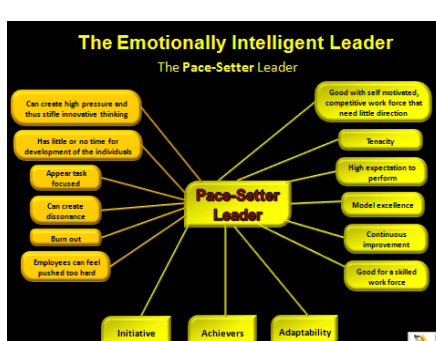 The Emotionally Intelligent Leader
The Pace-Setter Leader
Can create high pressure and
thus stifle innovative thinking
Has little or no time for
development of the individuals
Appear task
focused
Can create
dissonance
Burn out
Employees can feel
pushed too hard
Pace-Setter
Leader
Good with self motivated,
competitive work force that
need little direction
Tenacity
High expectation to
perform
Model excellence
Continuous
improvement
Good for a skilled
work force
Initiative
Achievers
Adaptability